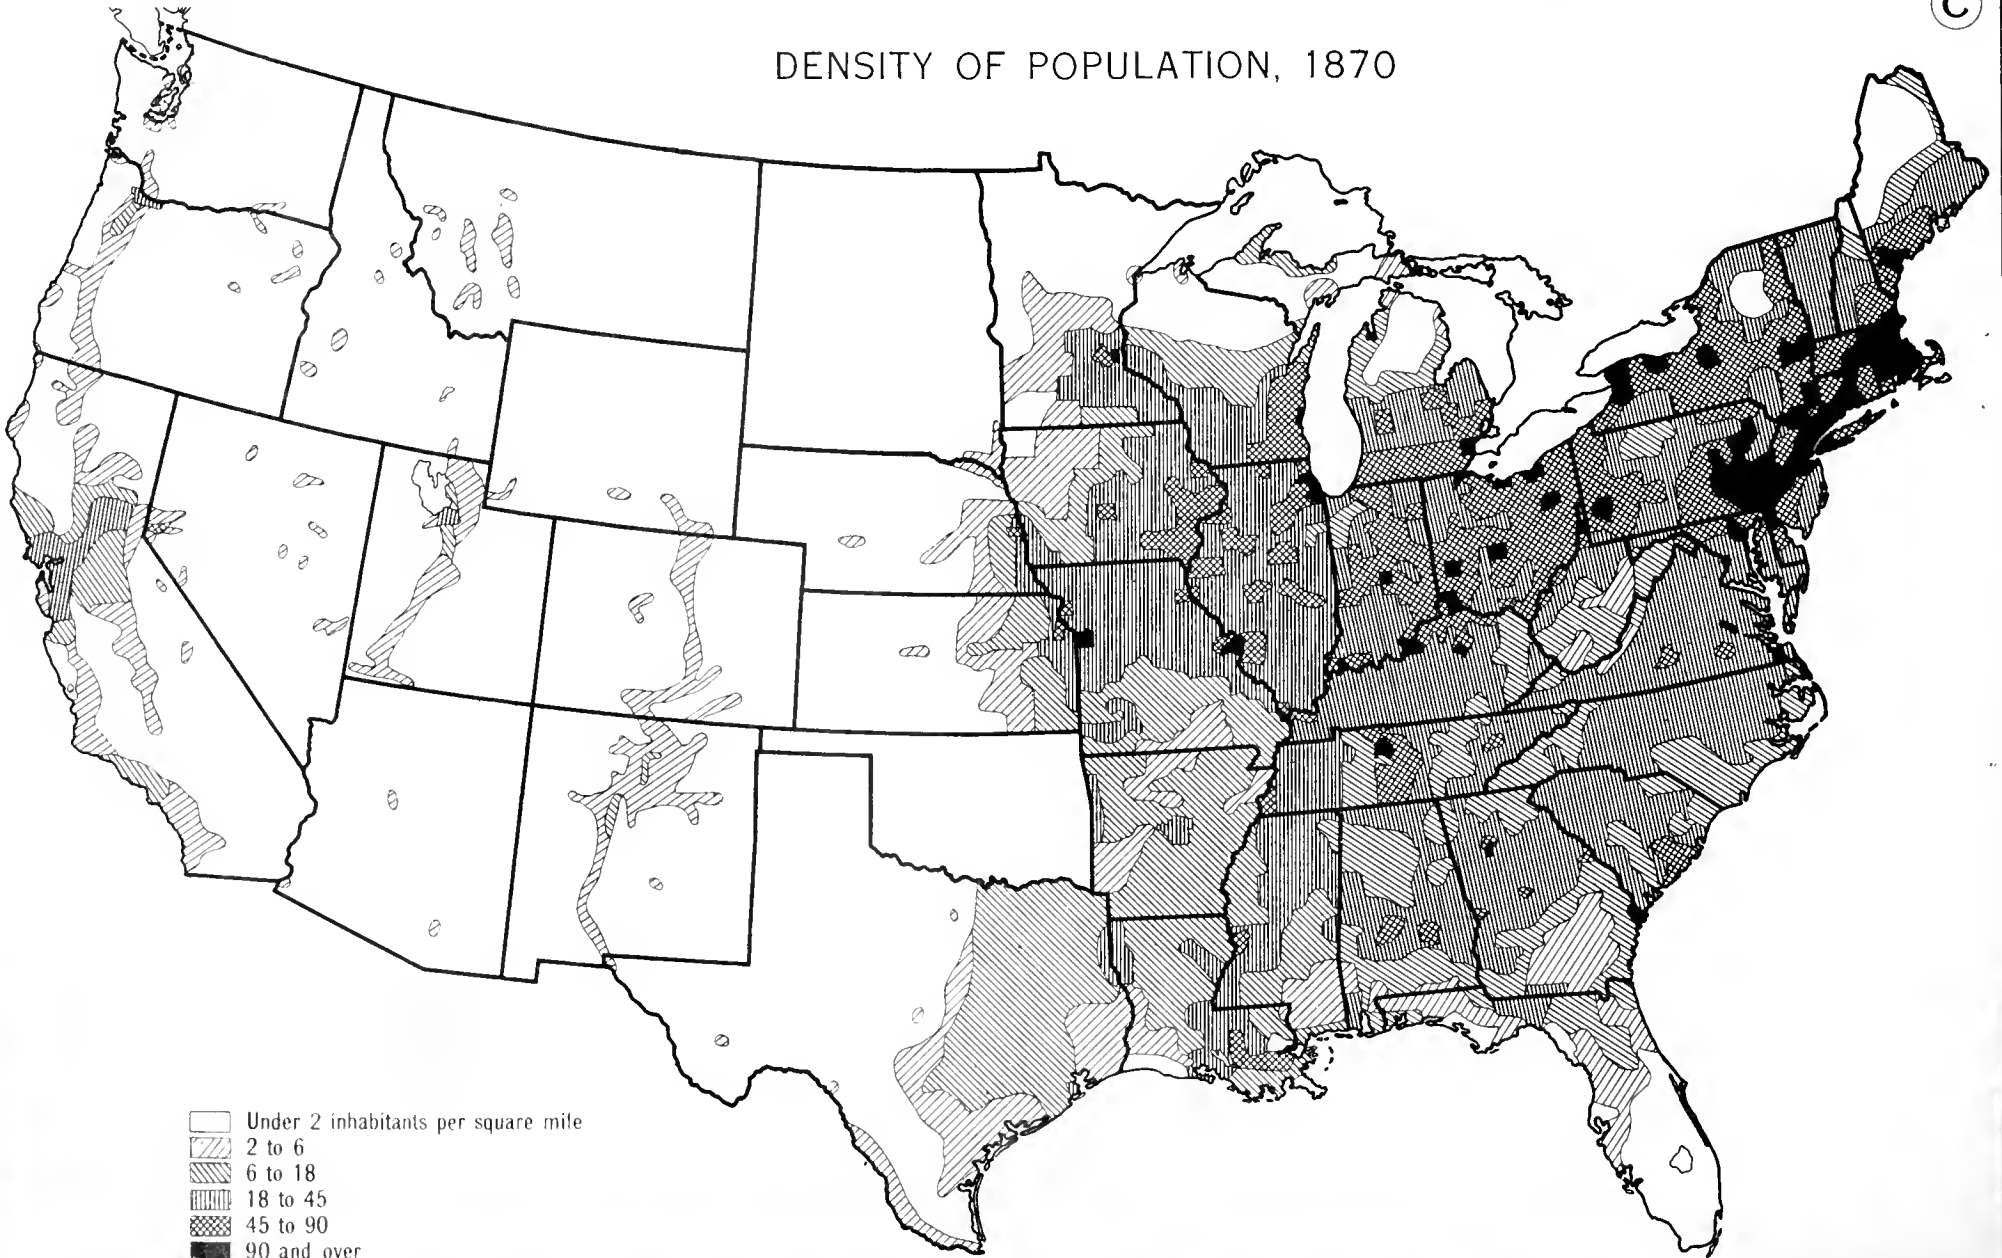 C
DENSITY OF POPULATION, 1870
Under 2 inhabitants per square mile
2 to 6
6 to 18
18 to 45
45 to 90
90 and over